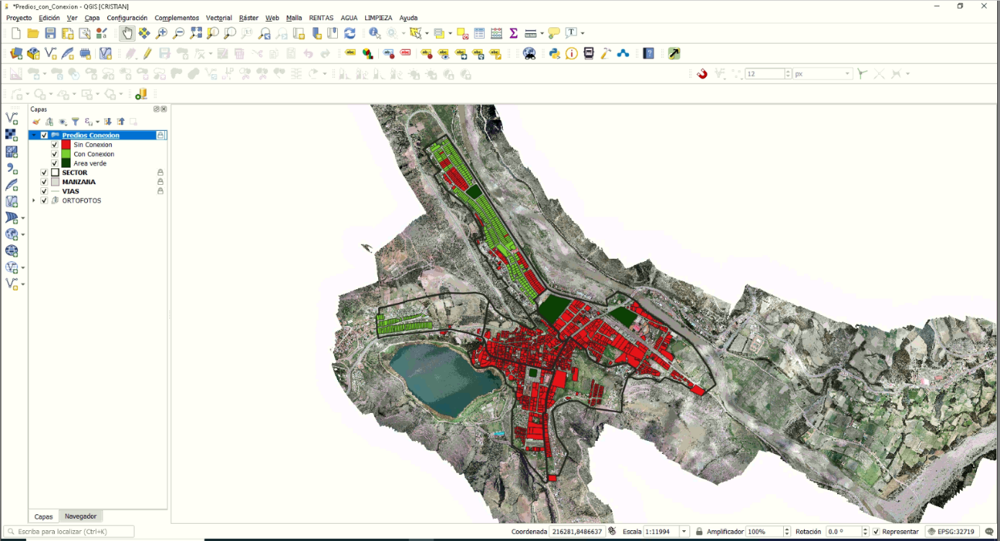 *Predios_con_Conexion - QGIS [CRISTIAN]
Proyecto Edición Ver Capa Configuración Complementos Vectorial Ráster Web Malla RENTAS AGUA LIMPIEZA Ayuda
12 px
Capas
Predios Conexion
Sin Conexion
Con Conexion
Area verde
SECTOR
MANZANA
VIAS
ORTOFOTOS
Capas Navegador
Escriba para localizar (Ctrl+K) Coordenada 216281,8486637 Escala 1:11994 Amplificador 100% Rotación 0.0 ° Representar EPSG:32719